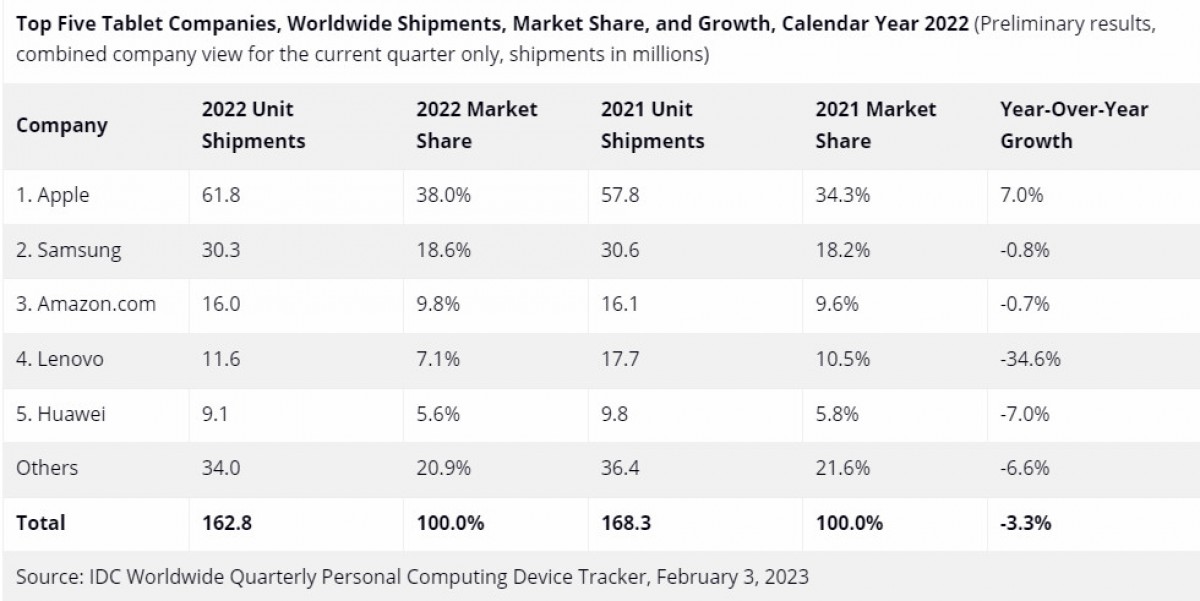 Top Five Tablet Companies, Worldwide Shipments, Market Share, and Growth, Calendar Year 2022 (Preliminary results,
combined company view for the current quarter only, shipments in millions)
Company 2022 Unit Shipments 2022 Market Share 2021 Unit Shipments 2021 Market Share Year-Over-Year Growth
1. Apple 61.8 38.0% 57.8 34.3% 7.0%
2. Samsung 30.3 18.6% 30.6 18.2% -0.8%
3. Amazon.com 16.0 9.8% 16.1 9.6% -0.7%
4. Lenovo 11.6 7.1% 17.7 10.5% -34.6%
5. Huawei 9.1 5.6% 9.8 5.8% -7.0%
Others 34.0 20.9% 36.4 21.6% -6.6%
Total 162.8 100.0% 168.3 100.0% -3.3%
Source: IDC Worldwide Quarterly Personal Computing Device Tracker, February 3, 2023